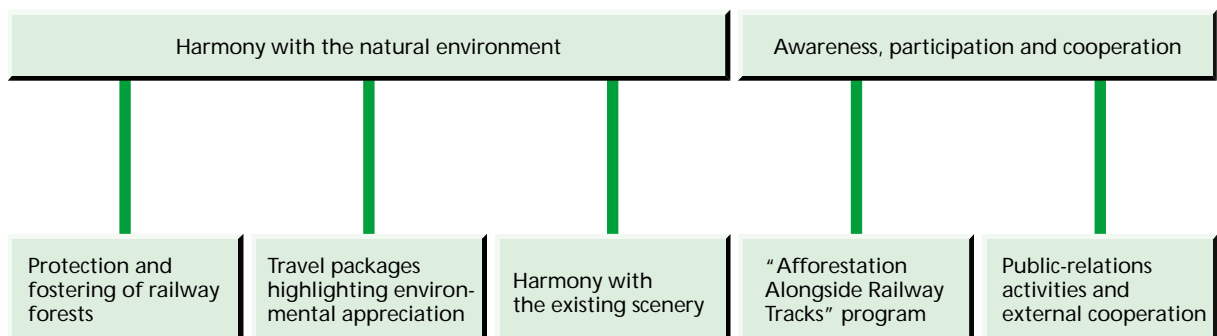 Harmony with the natural environment
Awareness, participation and cooperation
Protection and
fostering of railway
forests
Travel packages
highlighting environ-
mental appreciation
Harmony with
the existing scenery
“Afforestation
Alongside Railway
Tracks” program
Public-relations
activities and
external cooperation